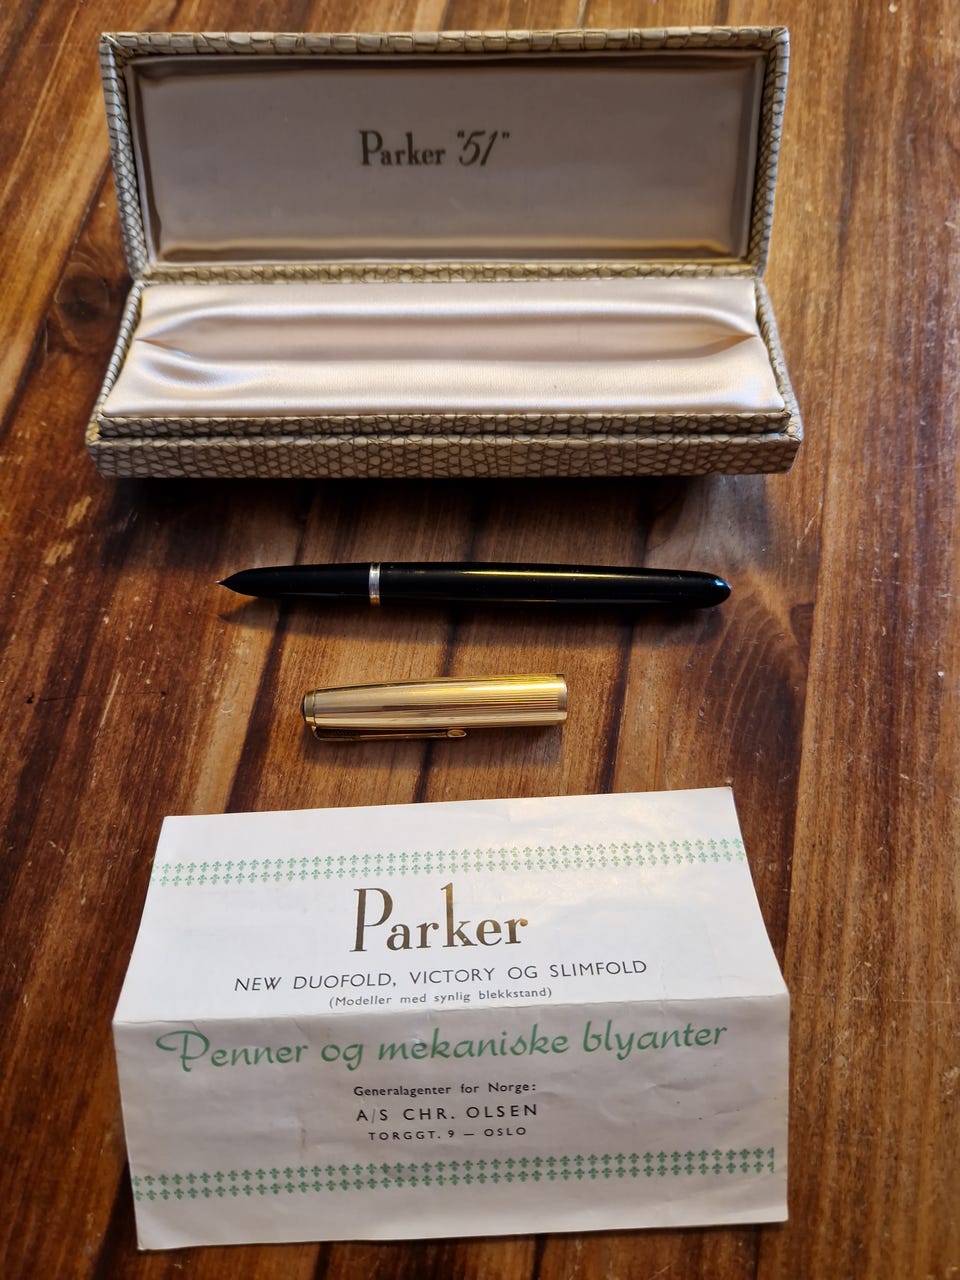 Parker "51"
Parker
NEW DUOFOLD, VICTORY OG SLIMFOLD
(Modeller med synlig blekkstand)
Penner og mekaniske blyanter
Generalagenter for Norge:
A/S CHR. OLSEN
TORGGT. 9 — OSLO